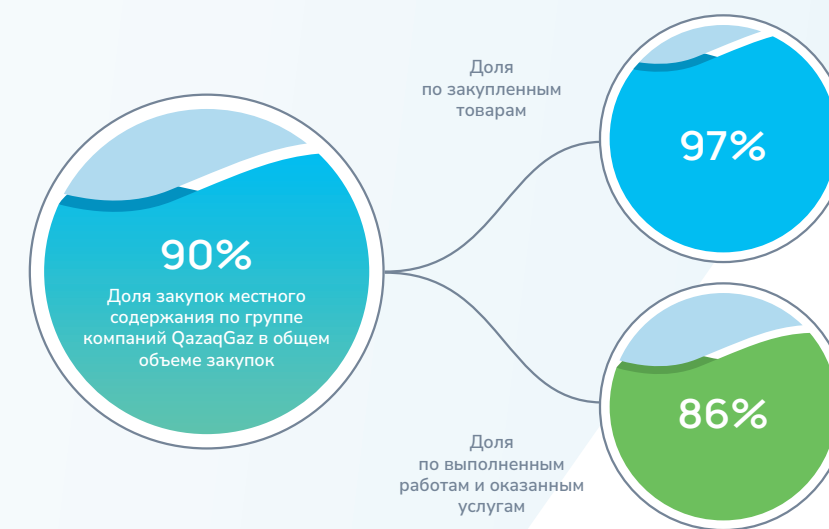 90%
Доля закупок местного
содержания по группе
компаний QazaqGaz в общем
объеме закупок
Доля
по закупленным
товарам
97%
Доля
по выполненным
работам и оказанным
услугам
86%